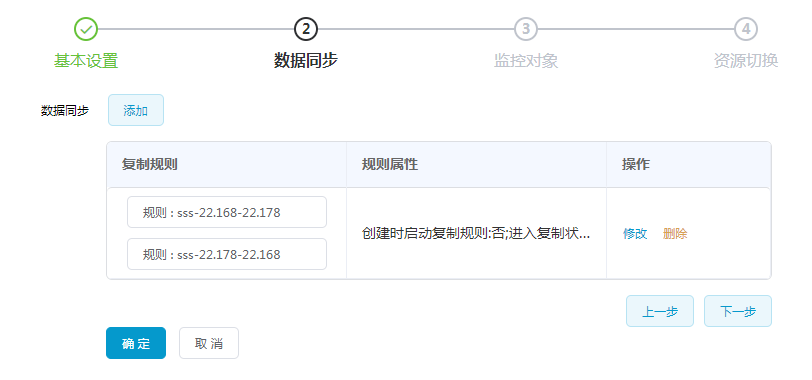 2 3 4
基本设置 数据同步 监控对象 资源切换
数据同步 添加
复制规则 规则属性 操作
规则 : sss-22.168-22.178
创建时启动复制规则:否;进入复制状... 修改 删除
规则 : sss-22.178-22.168
上一步 下一步
确 定 取 消